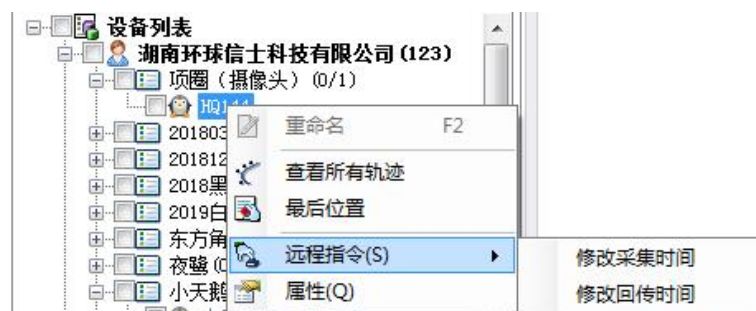 设备列表
湖南环球信士科技有限公司 (123)
项圈（摄像头） (0/1)
重命名 F2
201803
201812
查看所有轨迹
2018黑
最后位置
2019白
东方角
远程指令(S)
修改采集时间
夜鹭 (0
小天鹅
属性(Q)
修改回传时间